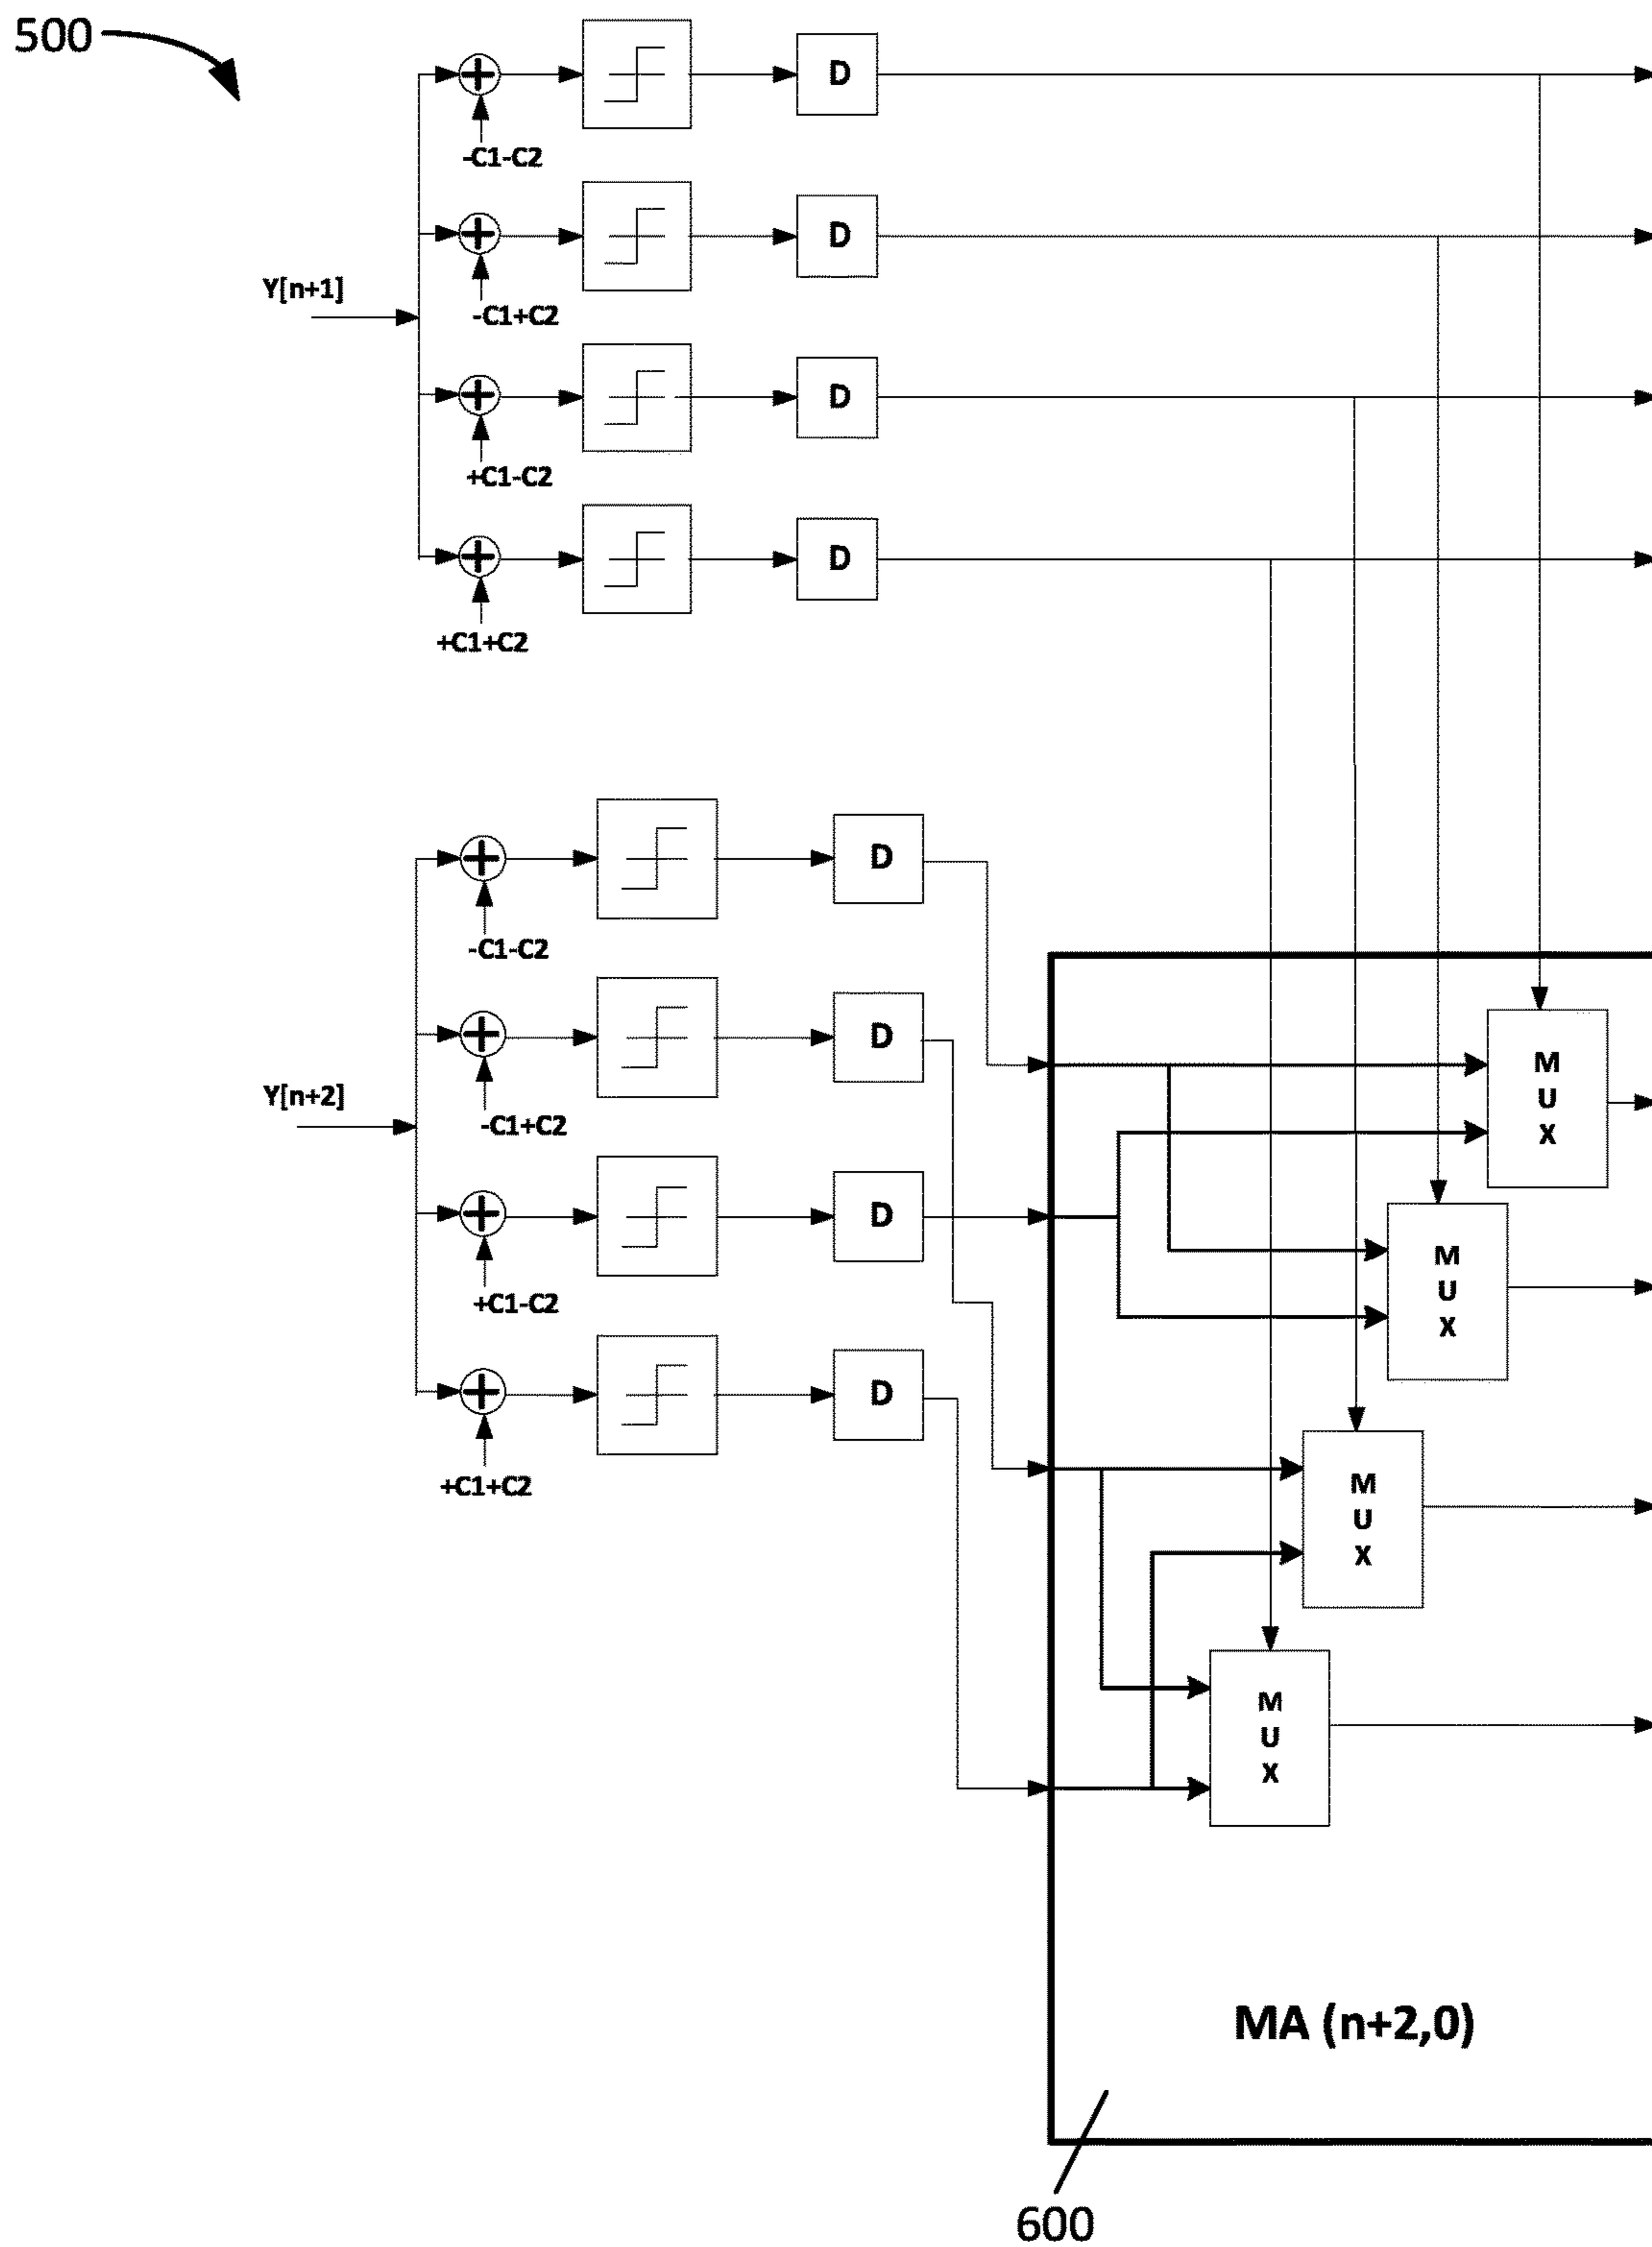 500
D
-C1-C2
D
-C1+C2
Y[n+1]
D
+C1-C2
D
+C1+C2
D
-C1-C2
D
-C1+C2
Y[n+2]
M
U
X
D
+C1-C2
M
U
X
D
+C1+C2
M
U
X
M
U
X
MA (n+2,0)
600